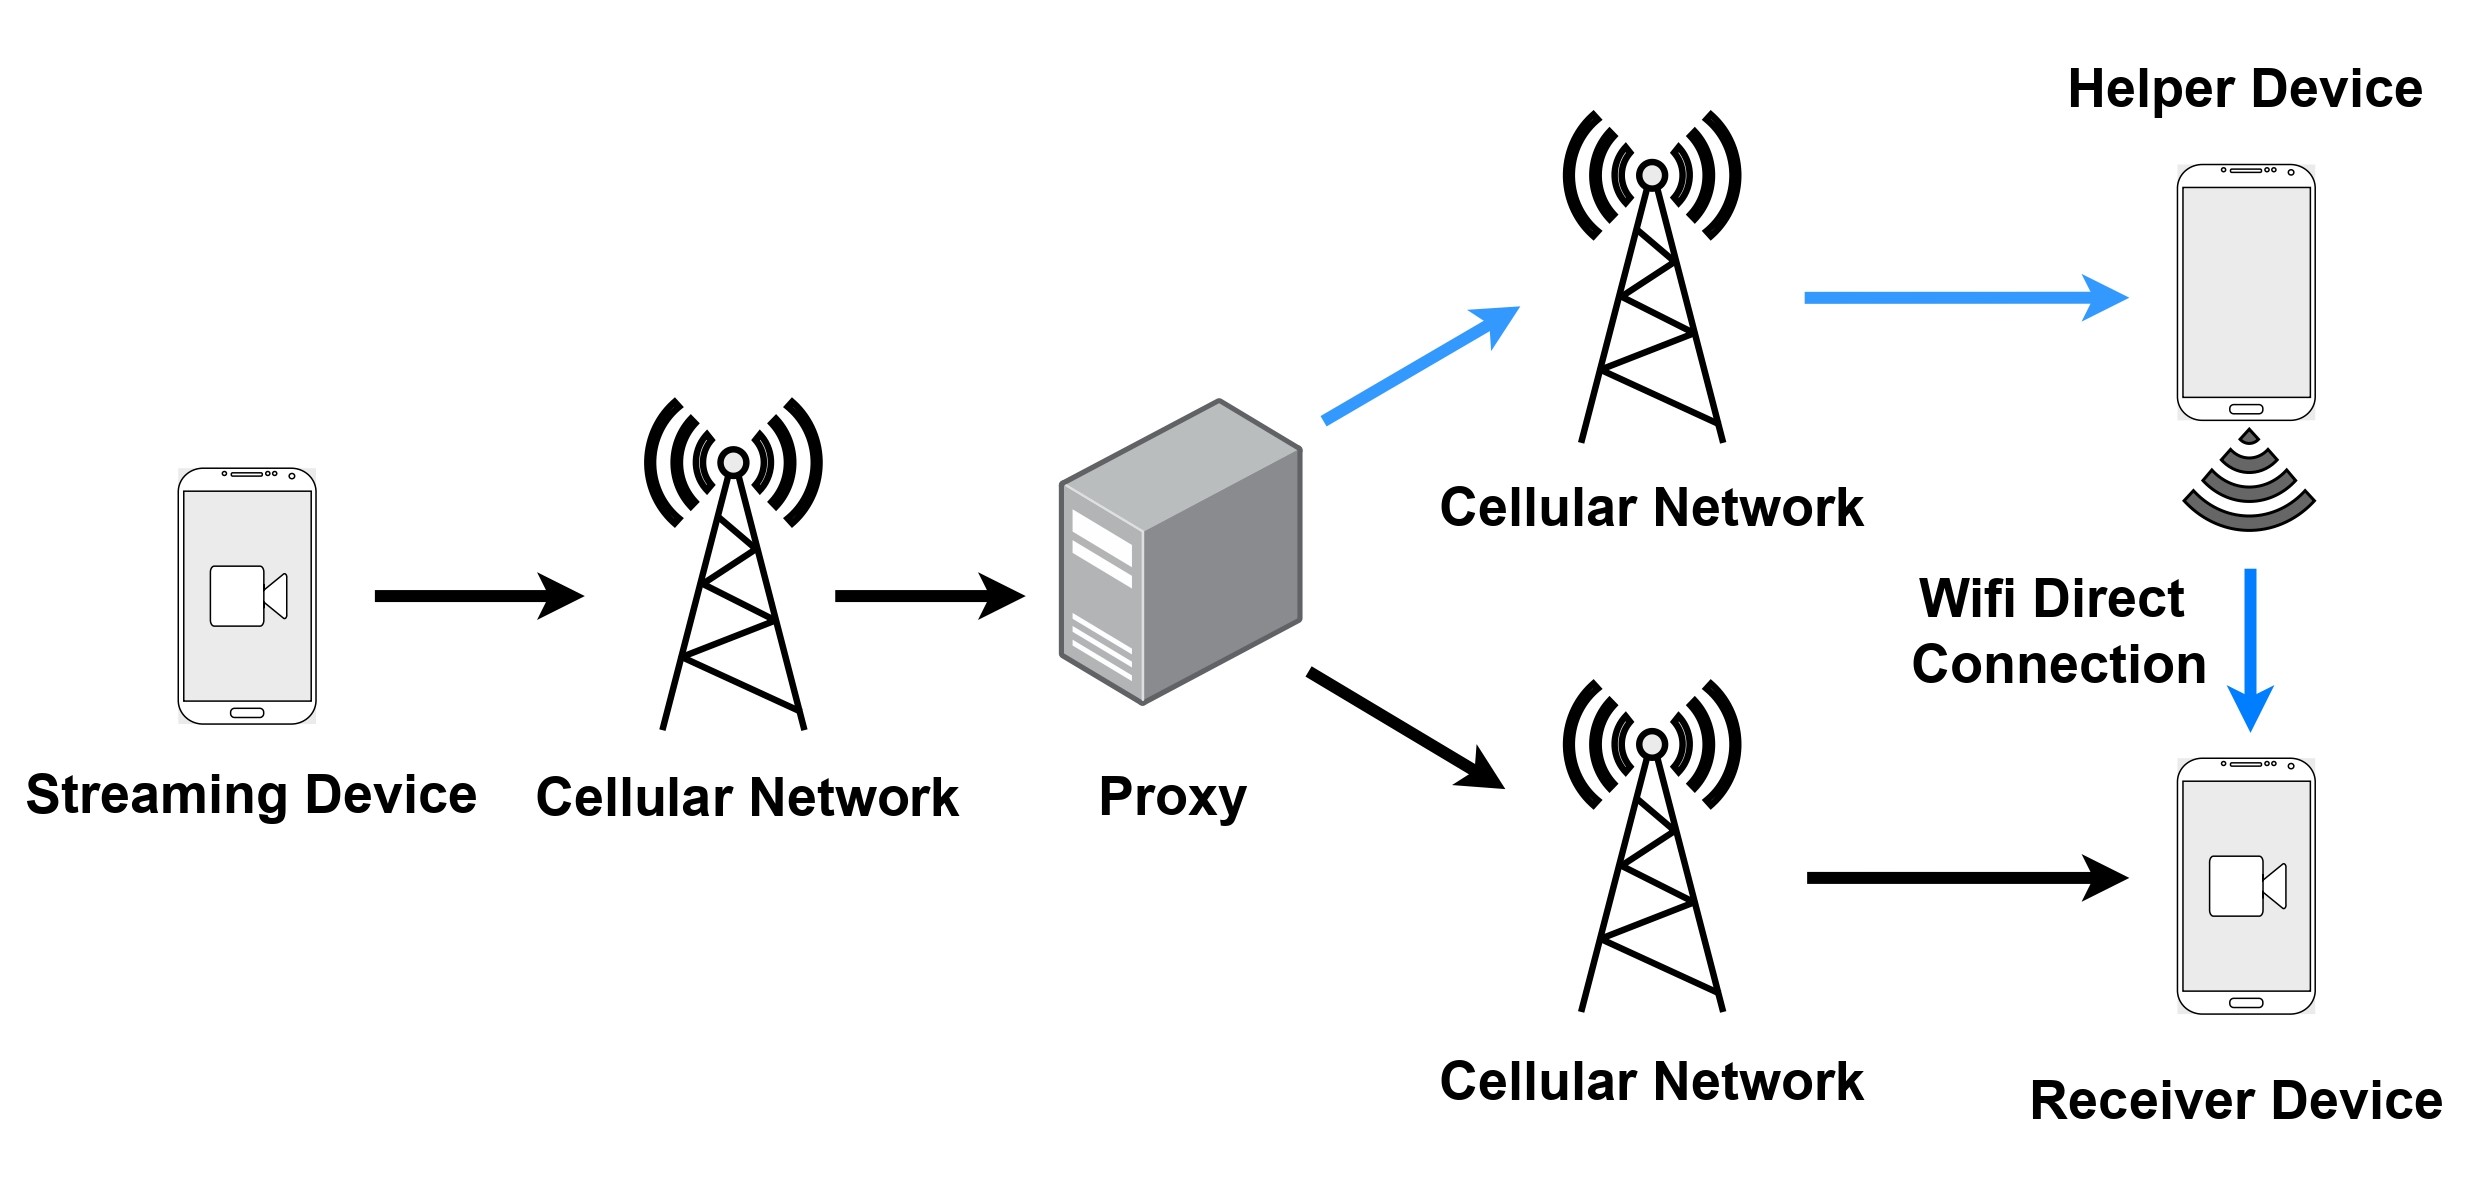 Helper Device
Cellular Network
Wifi Direct
Connection
Streaming Device
Cellular Network
Proxy
Cellular Network
Receiver Device